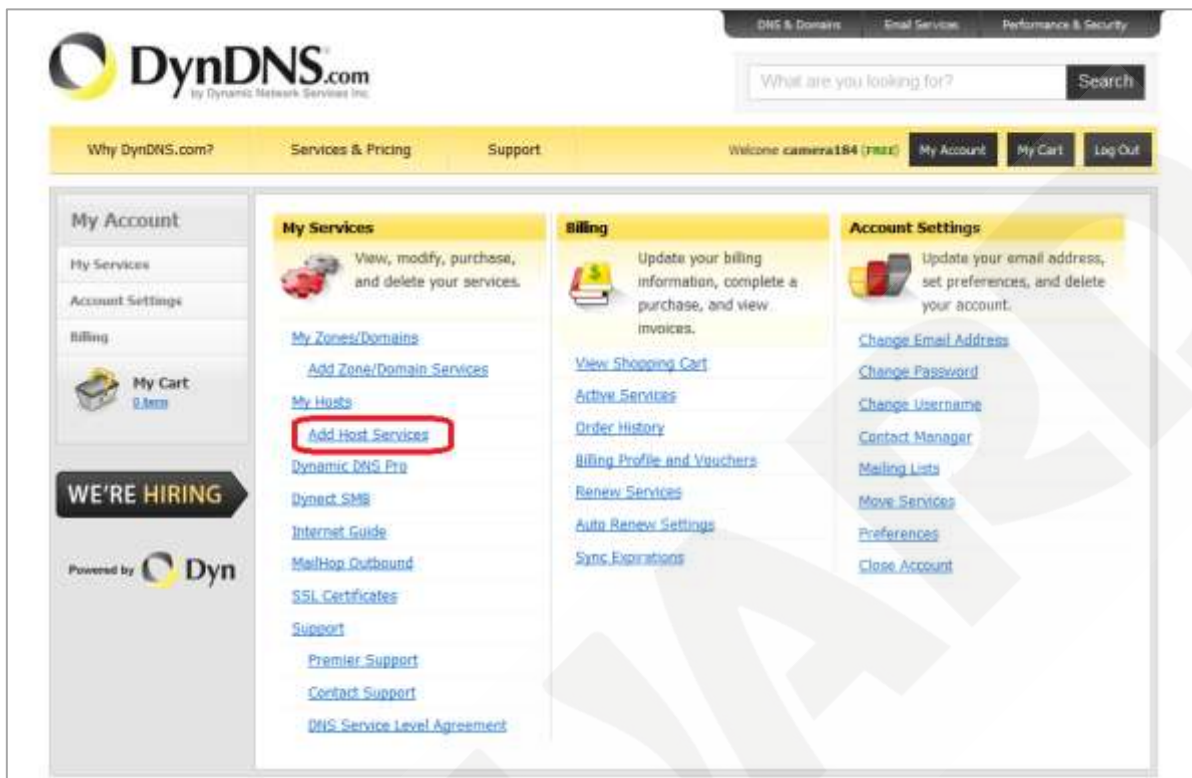 DNS & Domains Email Services Performance & Security
DynDNS.com
by Dynamic Network Services Inc.
What are you looking for? Search
Why DynDNS.com? Services & Pricing Support Welcome camera184 (FREE) My Account My Cart Log Out
My Account
My Services
Account Settings
Billing
My Cart
0 item
WE'RE HIRING
Powered by Dyn
My Services
View, modify, purchase,
and delete your services.
My Zones/Domains
Add Zone/Domain Services
My Hosts
Add Host Services
Dynamic DNS Pro
Dynect SMB
Internet Guide
MailHop Outbound
SSL Certificates
Support
Premier Support
Contact Support
DNS Service Level Agreement
Billing
Update your billing
information, complete a
purchase, and view
invoices.
View Shopping Cart
Active Services
Order History
Billing Profile and Vouchers
Renew Services
Auto Renew Settings
Sync Expirations
Account Settings
Update your email address,
set preferences, and delete
your account.
Change Email Address
Change Password
Change Username
Contact Manager
Mailing Lists
Move Services
Preferences
Close Account